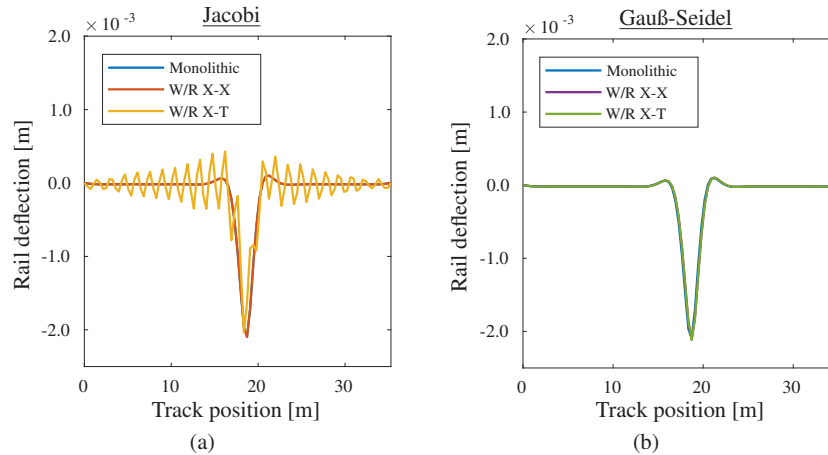 Jacobi
× 10 -3
2.0
1.0
0.0
-1.0
-2.0
Rail deflection [m]
Monolithic
W/R X-X
W/R X-T
0
10
20
30
Track position [m]
(a)
Gauß-Seidel
× 10 -3
2.0
1.0
0.0
-1.0
-2.0
Rail deflection [m]
Monolithic
W/R X-X
W/R X-T
0
10
20
30
Track position [m]
(b)